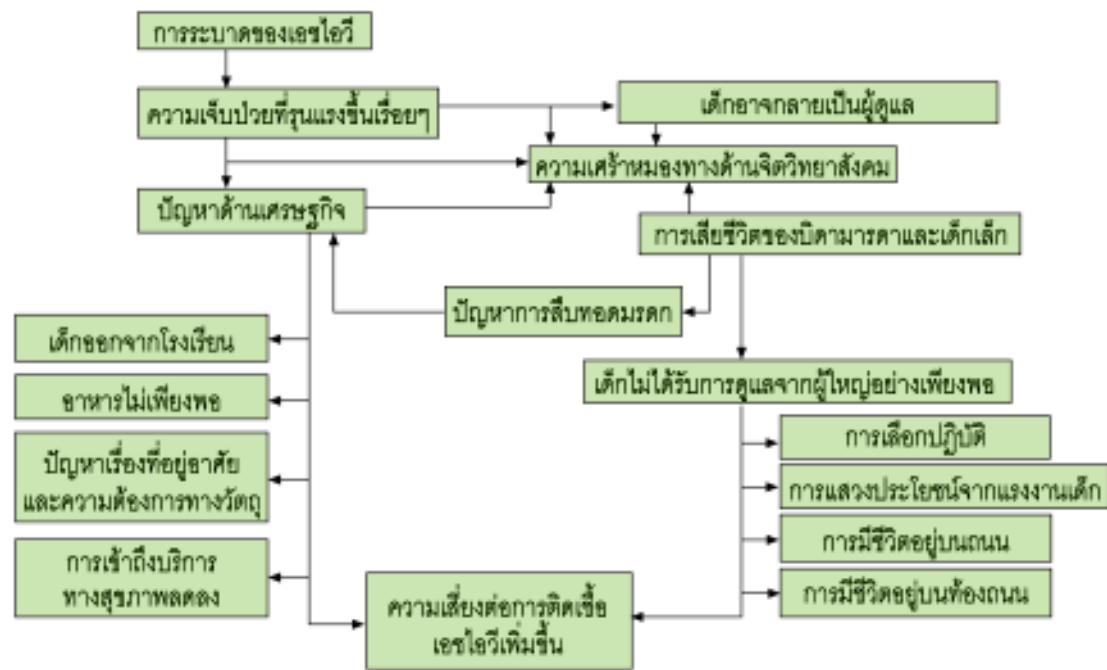 การระบาดของเอชไอวี
ความเจ็บป่วยที่รุนแรงขึ้นเรื่อยๆ
เด็กอาจกลายเป็นผู้ดูแล
ความเศร้าหมองทางด้านจิตวิทยาสังคม
ปัญหาด้านเศรษฐกิจ
การเสียชีวิตของบิดามารดาและเด็กเล็ก
ปัญหาการสืบทอดมรดก
เด็กออกจากโรงเรียน
เด็กไม่ได้รับการดูแลจากผู้ใหญ่อย่างเพียงพอ
อาหารไม่เพียงพอ
การเลือกปฏิบัติ
ปัญหาเรื่องที่อยู่อาศัย
และความต้องการทางวัตถุ
การแสวงประโยชน์จากแรงงานเด็ก
การมีชีวิตอยู่บนถนน
การเข้าถึงบริการ
ทางสุขภาพลดลง
การมีชีวิตอยู่บนท้องถนน
ความเสี่ยงต่อการติดเชื้อ
เอชไอวีเพิ่มขึ้น